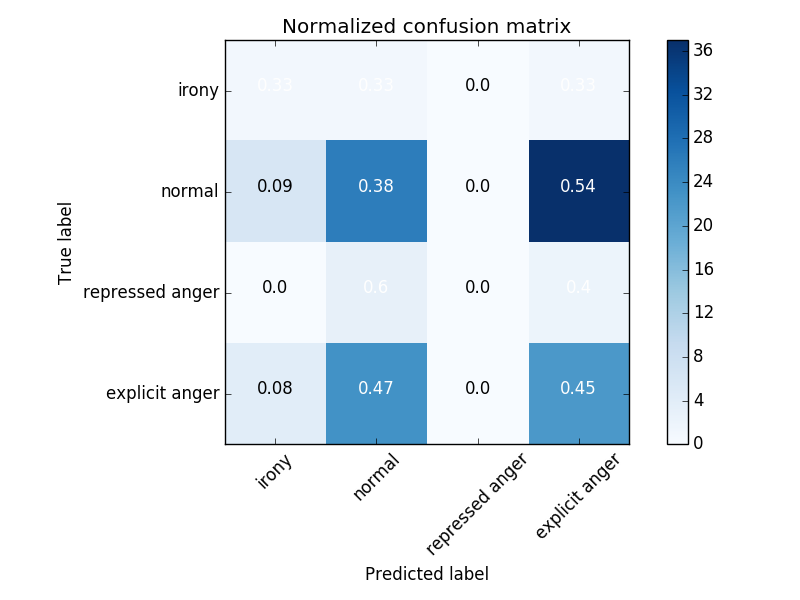 Normalized confusion matrix
irony 0.33 0.33 0.0 0.33
normal 0.09 0.38 0.0 0.54
repressed anger 0.0 0.6 0.0 0.4
explicit anger 0.08 0.47 0.0 0.45
True label
irony normal repressed anger explicit anger
Predicted label
36
32
28
24
20
16
12
8
4
0